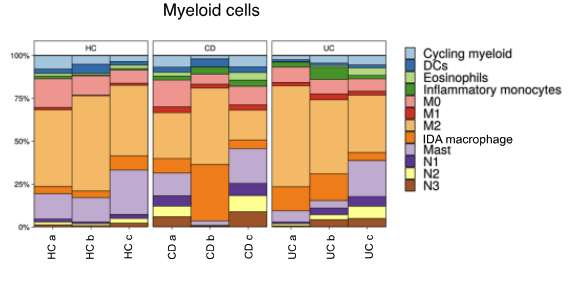 Myeloid cells
HC
CD
UC
100%
75%
50%
25%
0%
HC a
HC b
HC c
CD a
CD b
CD c
UC a
UC b
UC c
Cycling myeloid
DCs
Eosinophils
Inflammatory monocytes
M0
M1
M2
IDA macrophage
Mast
N1
N2
N3